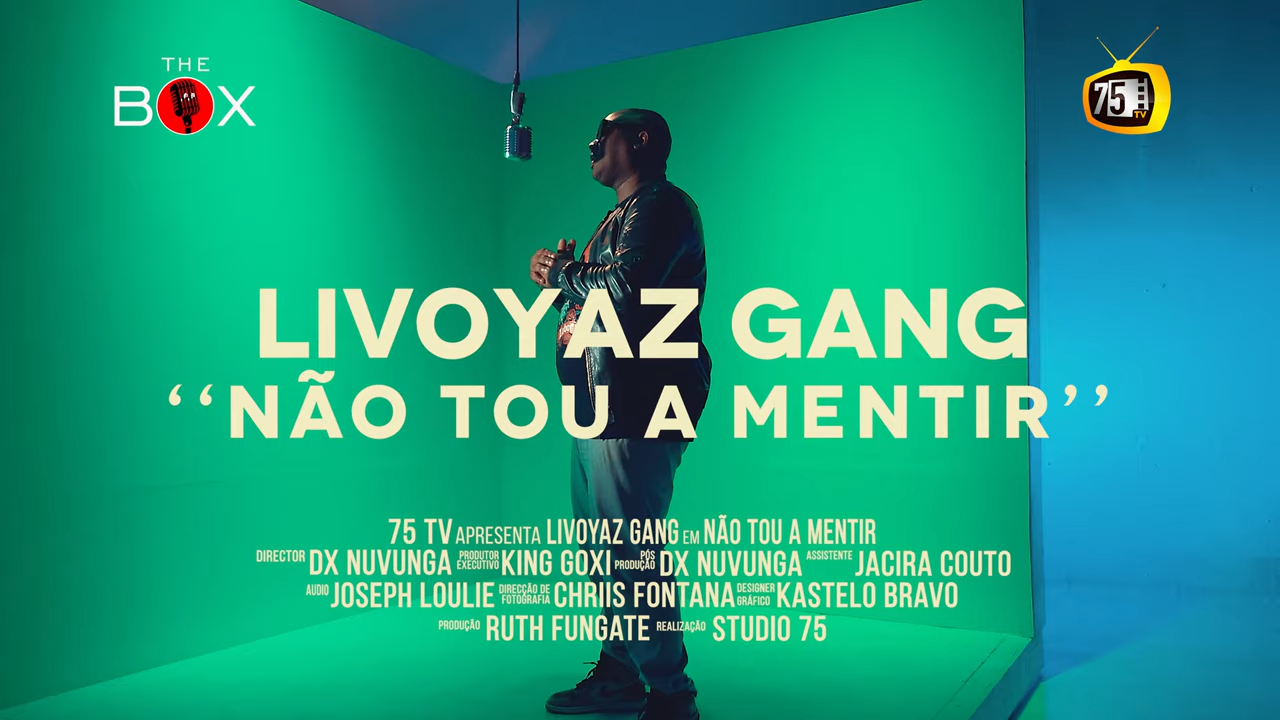 THE
BOX
75
TV
LIVOYAZ GANG
‘‘NÃO TOU A MENTIR’’
75 TV APRESENTA LIVOYAZ GANG EM NÃO TOU A MENTIR
DIRECTOR DX NUVUNGA PRODUTOR EXECUTIVO KING GOXI PÓS PRODUÇÃO DX NUVUNGA ASSISTENTE JACIRA COUTO
AUDIO JOSEPH LOULIE DIRECÇÃO DE FOTOGRAFIA CHRIIS FONTANA DESIGNER GRÁFICO KASTELO BRAVO
PRODUÇÃO RUTH FUNGATE REALIZAÇÃO STUDIO 75